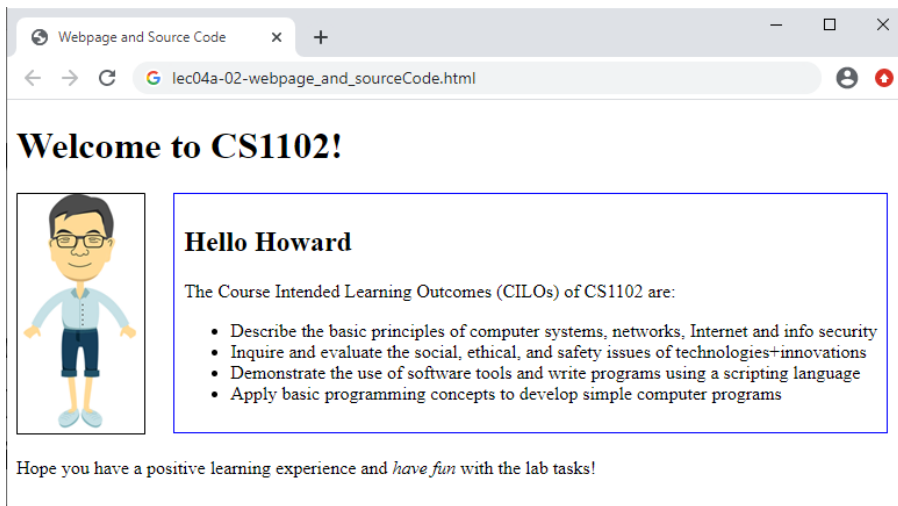 Webpage and Source Code
lec04a-02-webpage_and_sourceCode.html
Welcome to CS1102!
Hello Howard
The Course Intended Learning Outcomes (CILOs) of CS1102 are:
• Describe the basic principles of computer systems, networks, Internet and info security
• Inquire and evaluate the social, ethical, and safety issues of technologies+innovations
• Demonstrate the use of software tools and write programs using a scripting language
• Apply basic programming concepts to develop simple computer programs
Hope you have a positive learning experience and have fun with the lab tasks!